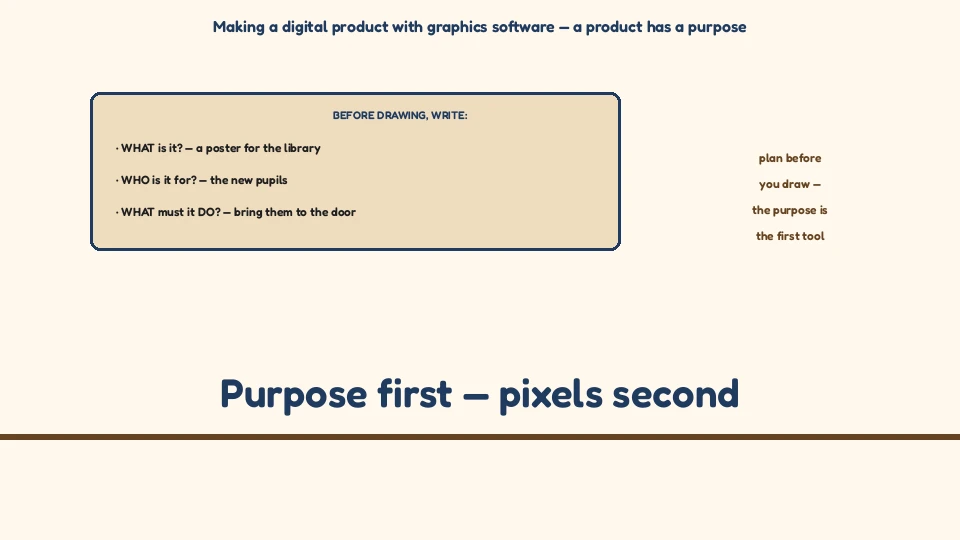 Making a digital product with graphics software — a product has a purpose
BEFORE DRAWING, WRITE:
· WHAT is it? — a poster for the library
· WHO is it for? — the new pupils
· WHAT must it DO? — bring them to the door
plan before
you draw —
the purpose is
the first tool
Purpose first — pixels second